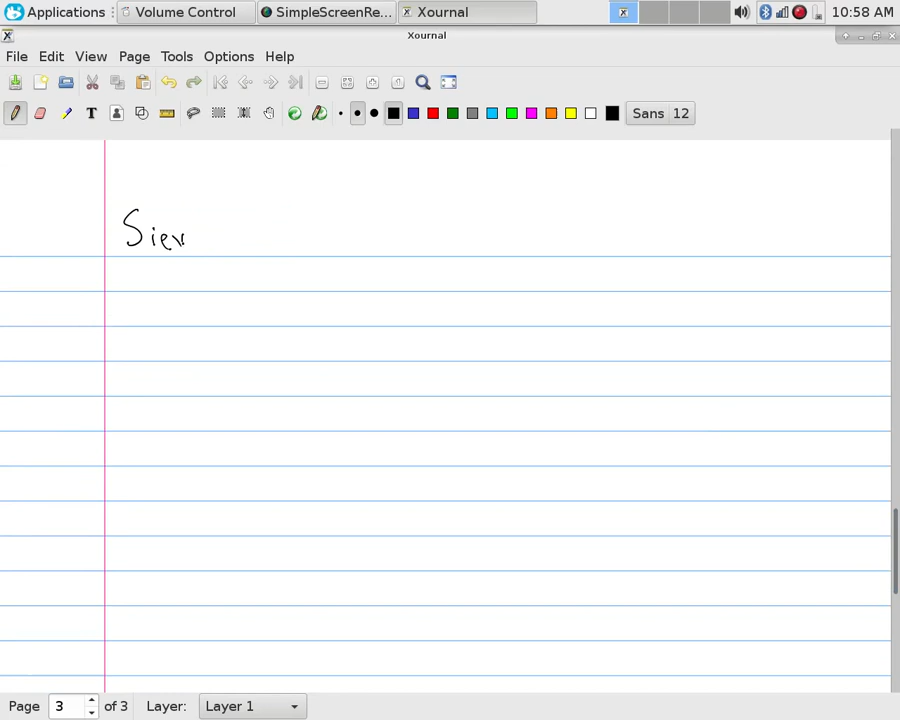 Applications
Volume Control
SimpleScreenRe...
Xournal
10:58 AM
Xournal
File Edit View Page Tools Options Help
Sans 12
Siev
Page 3 of 3 Layer: Layer 1